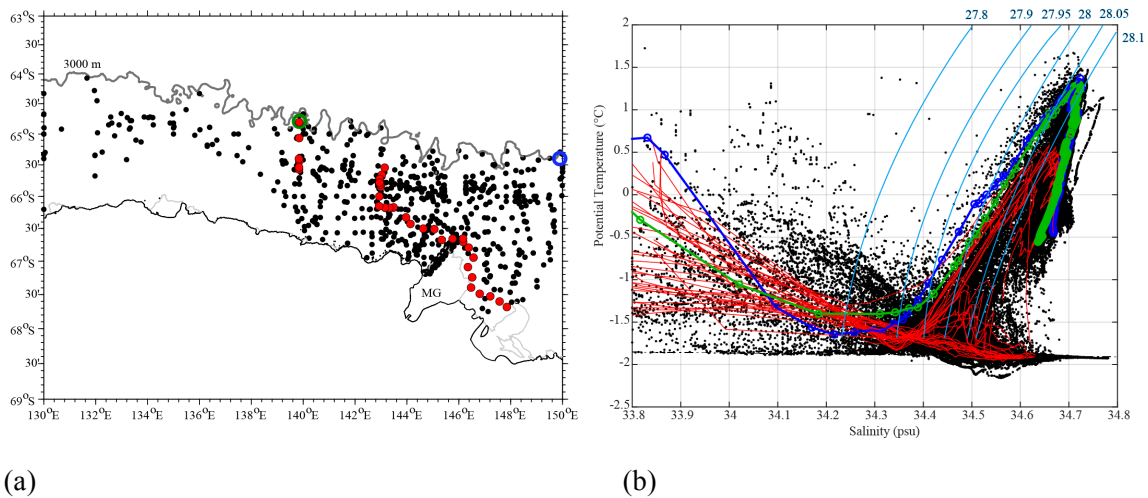 63°S
30'
64°S
30'
65°S
30'
66°S
30'
67°S
30'
68°S
30'
69°S
3000 m
MG
130°E 132°E 134°E 136°E 138°E 140°E 142°E 144°E 146°E 148°E 150°E
(a)
27.8 27.9 27.95 28 28.05
28.1
2
1.5
1
0.5
0
-0.5
-1
-1.5
-2
-2.5
Potential Temperature (°C)
33.8 33.9 34 34.1 34.2 34.3 34.4 34.5 34.6 34.7 34.8
Salinity (psu)
(b)